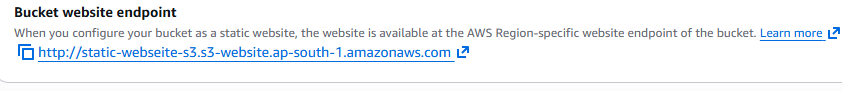 Bucket website endpoint
When you configure your bucket as a static website, the website is available at the AWS Region-specific website endpoint of the bucket. Learn more
http://static-webseite-s3.s3-website.ap-south-1.amazonaws.com